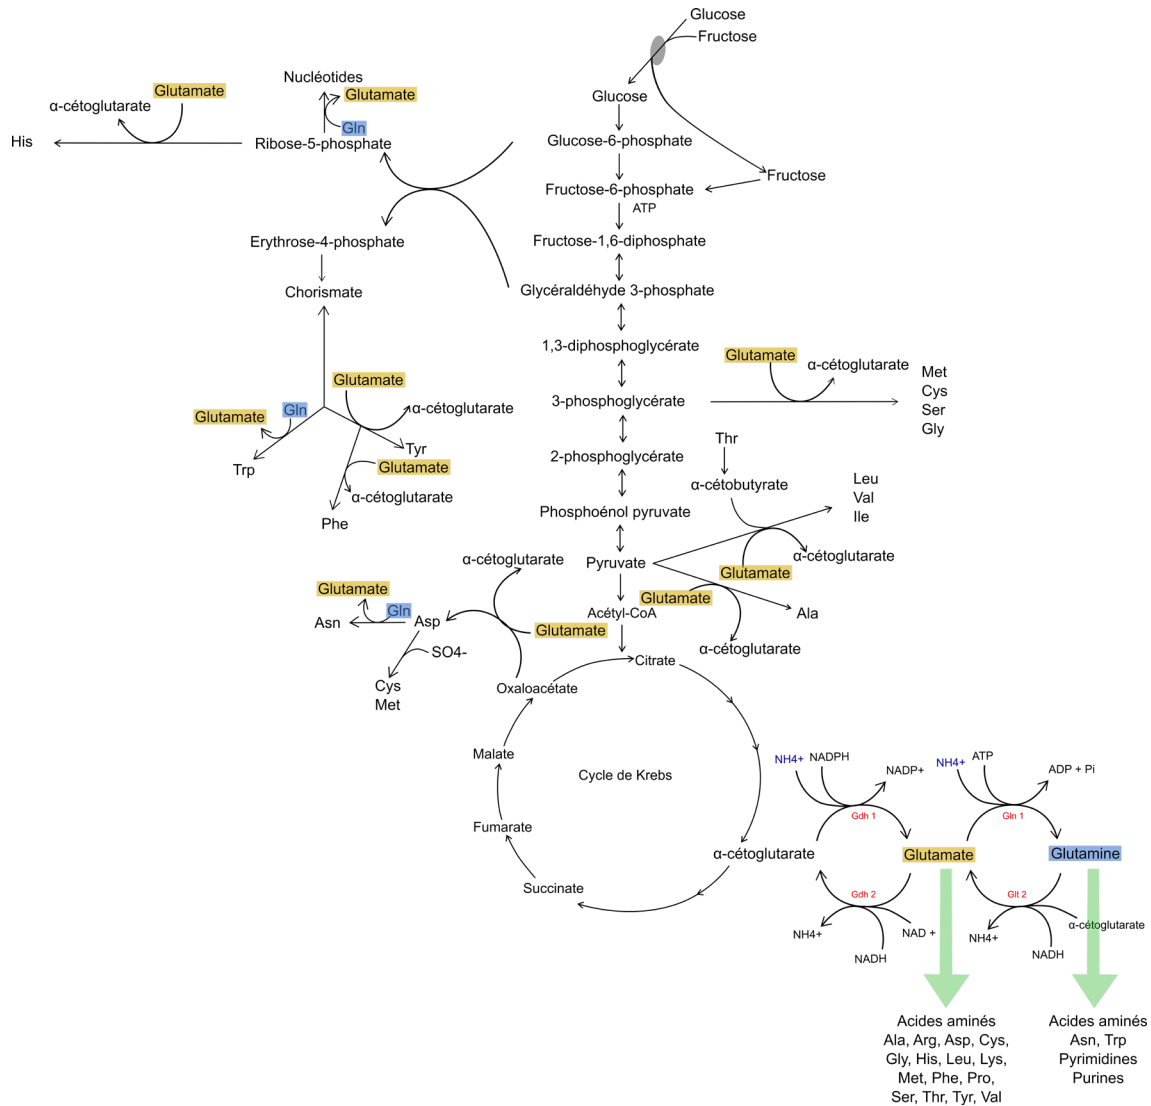 Glucose
Fructose
Glucose
Glucose-6-phosphate
Fructose
Fructose-6-phosphate
ATP
Fructose-1,6-diphosphate
Glycéraldéhyde 3-phosphate
1,3-diphosphoglycérate
3-phosphoglycérate
2-phosphoglycérate
Phosphoénol pyruvate
Pyruvate
Acétyl-CoA
Nucléotides
Glutamate
Gln
Ribose-5-phosphate
Glutamate
α-cétoglutarate
His
Erythrose-4-phosphate
Chorismate
Glutamate
α-cétoglutarate
Gln
Glutamate
Trp
Tyr
Glutamate
α-cétoglutarate
Phe
Glutamate
α-cétoglutarate
Met
Cys
Ser
Gly
Thr
α-cétobutyrate
Leu
Val
Ile
α-cétoglutarate
Glutamate
Glutamate
Ala
α-cétoglutarate
α-cétoglutarate
Glutamate
Glutamate
Gln
Asn
Asp
SO4-
Cys
Met
Citrate
Oxaloacétate
Malate
Cycle de Krebs
Fumarate
Succinate
α-cétoglutarate
NH4+
NADPH
NADP+
Gdh 1
Glutamate
Gdh 2
NH4+
NADH
NAD +
NH4+
ATP
ADP + Pi
Gln 1
Glutamine
Glt 2
NH4+
NADH
α-cétoglutarate
Acides aminés
Ala, Arg, Asp, Cys,
Gly, His, Leu, Lys,
Met, Phe, Pro,
Ser, Thr, Tyr, Val
Acides aminés
Asn, Trp
Pyrimidines
Purines